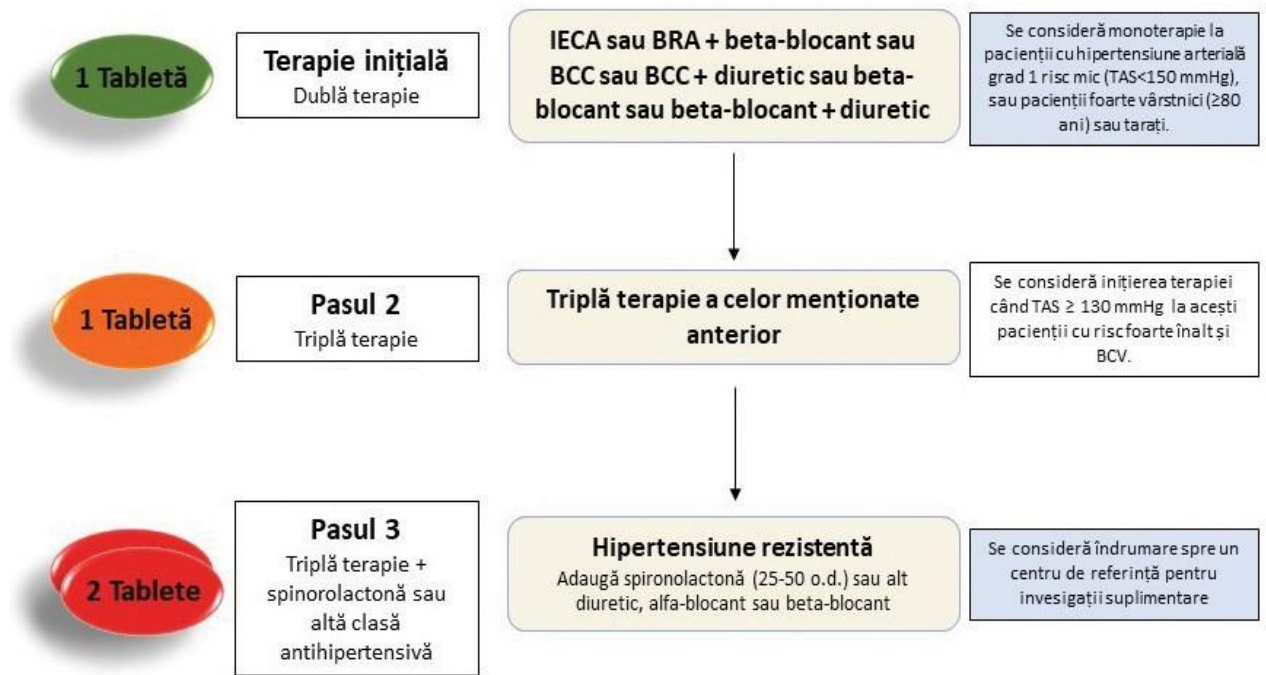 1 Tabletă
Terapie inițială
Dublă terapie
IECA sau BRA + beta-blocant sau
BCC sau BCC + diuretic sau beta-
blocant sau beta-blocant + diuretic
Se consideră monoterapie la
pacienții cu hipertensiune arterială
grad 1 risc mic (TAS<150 mmHg),
sau pacienții foarte vârstnici (≥80
ani) sau tarați.
1 Tabletă
Pasul 2
Triplă terapie
Triplă terapie a celor menționate
anterior
Se consideră inițierea terapiei
când TAS ≥ 130 mmHg la acești
pacienții cu risc foarte înalt și
BCV.
2 Tablete
Pasul 3
Triplă terapie +
spinorolactonă sau
altă clasă
antihipertensivă
Hipertensiune rezistentă
Adaugă spironolactonă (25-50 o.d.) sau alt
diuretic, alfa-blocant sau beta-blocant
Se consideră îndrumare spre un
centru de referință pentru
invesigații suplimentare